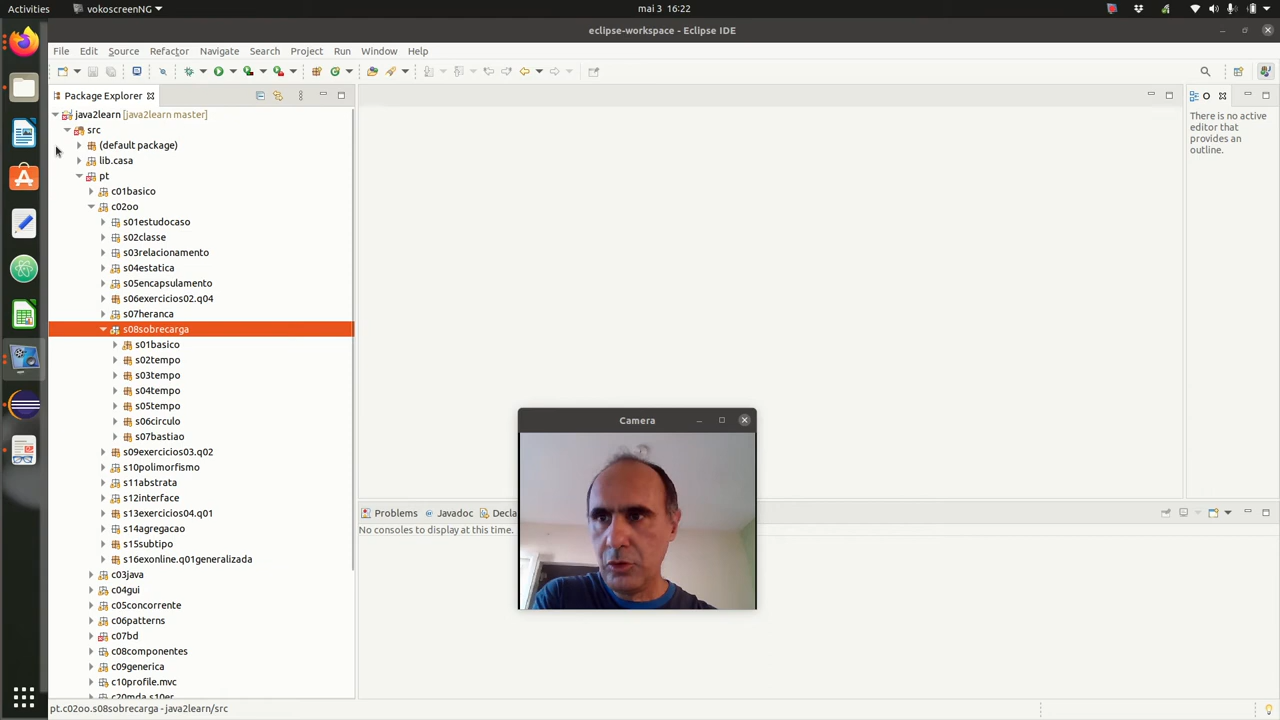 Activities
vokoscreenNG
mai 3 16:22
eclipse-workspace - Eclipse IDE
File Edit Source Refactor Navigate Search Project Run Window Help
Package Explorer
O
java2learn [java2learn master]
src
(default package)
lib.casa
pt
c01basico
c02oo
s01estudocaso
s02classe
s03relacionamento
s04estatica
s05encapsulamento
s06exercicios02.q04
s07heranca
s08sobrecarga
s01basico
s02tempo
s03tempo
s04tempo
s05tempo
s06circulo
s07bastiao
s09exercicios03.q02
s10polimorfismo
s11abstrata
s12interface
s13exercicios04.q01
s14agregacao
s15subtipo
s16exonline.q01generalizada
c03java
c04gui
c05concorrente
c06patterns
c07bd
c08componentes
c09generica
c10profile.mvc
c20mda.s10er
There is no active
editor that
provides an
outline.
Camera
Problems
Javadoc
Decla
No consoles to display at this time.
pt.c02oo.s08sobrecarga - java2learn/src